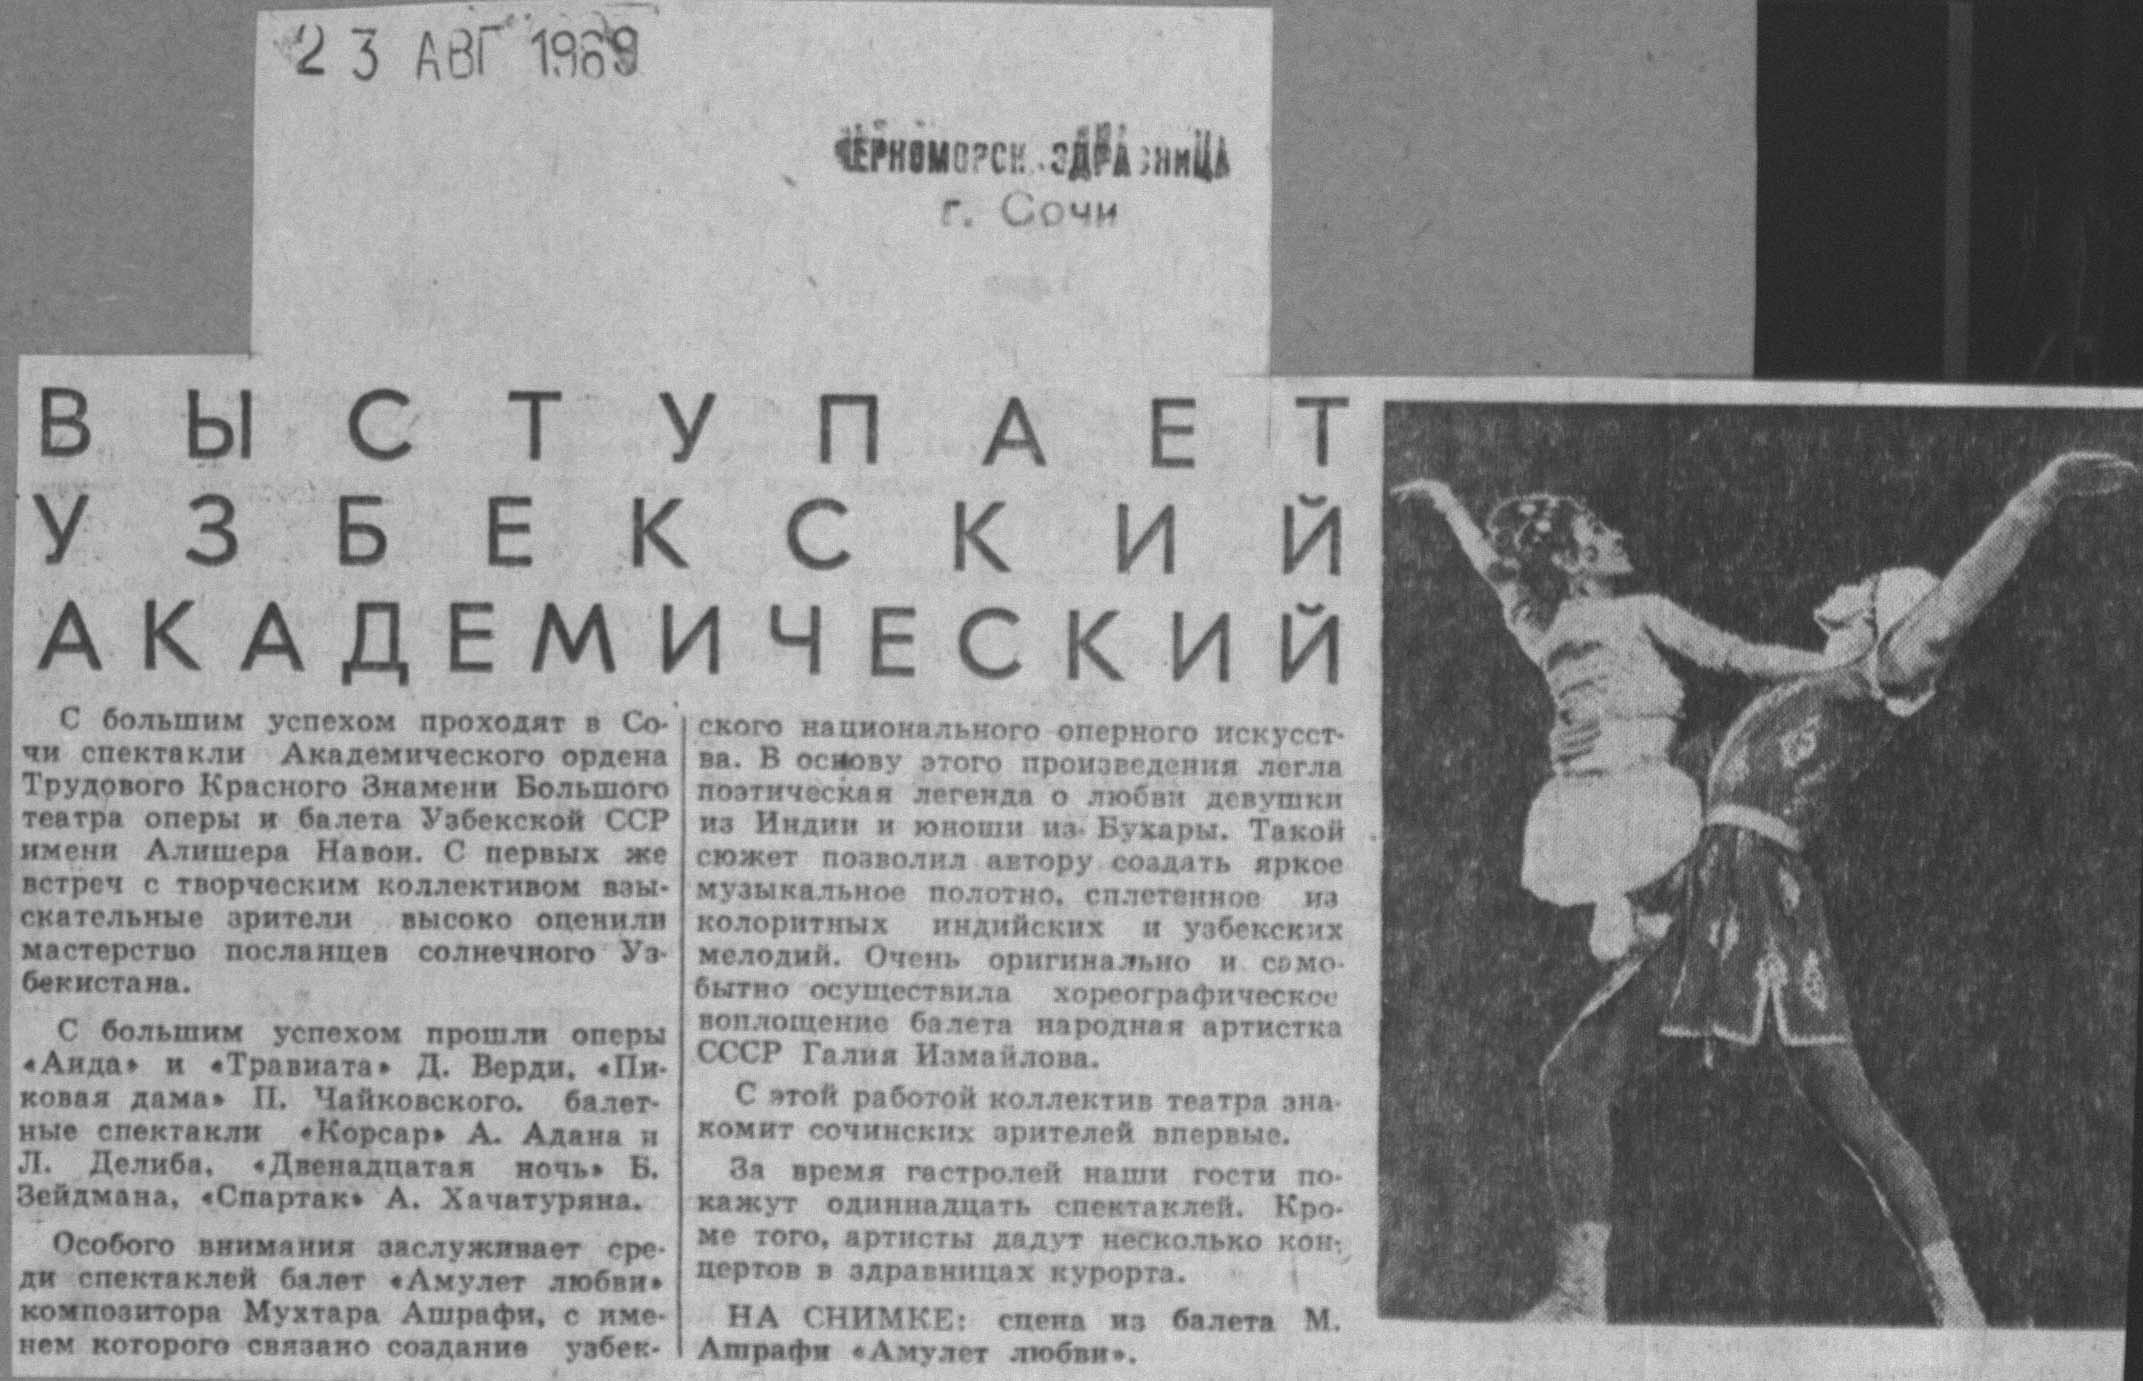 23 АВГ 1969
ЧЕРНОМОРСК. ЗДРАВНИЦА
г. Сочи
ВЫСТУПАЕТ
УЗБЕКСКИЙ
АКАДЕМИЧЕСКИЙ
С большим успехом проходят в Со-
чи спектакли Академического ордена
Трудового Красного Знамени Большого
театра оперы и балета Узбекской ССР
имени Алишера Навои. С первых же
встреч с творческим коллективом взы-
скательные зрители высоко оценили
мастерство посланцев солнечного Уз-
бекистана.
С большим успехом прошли оперы
«Аида» и «Травиата» Д. Верди, «Пи-
ковая дама» П. Чайковского, балет-
ные спектакли «Корсар» А. Адана и
Л. Делиба, «Двенадцатая ночь» Б.
Зейдмана, «Спартак» А. Хачатуряна.
Особого внимания заслуживает сре-
ди спектаклей балет «Амулет любви»
композитора Мухтара Ашрафи, с име-
нем которого связано создание узбек-
ского национального оперного искусст-
ва. В основу этого произведения легла
поэтическая легенда о любви девушки
из Индии и юноши из Бухары. Такой
сюжет позволил автору создать яркое
музыкальное полотно, сплетенное из
колоритных индийских и узбекских
мелодий. Очень оригинально и само-
бытно осуществила хореографическое
воплощение балета народная артистка
СССР Галия Измайлова.
С этой работой коллектив театра зна-
комит сочинских зрителей впервые.
За время гастролей наши гости по-
кажут одиннадцать спектаклей. Кро-
ме того, артисты дадут несколько кон-
цертов в здравницах курорта.
НА СНИМКЕ: сцена из балета М.
Ашрафи «Амулет любви».